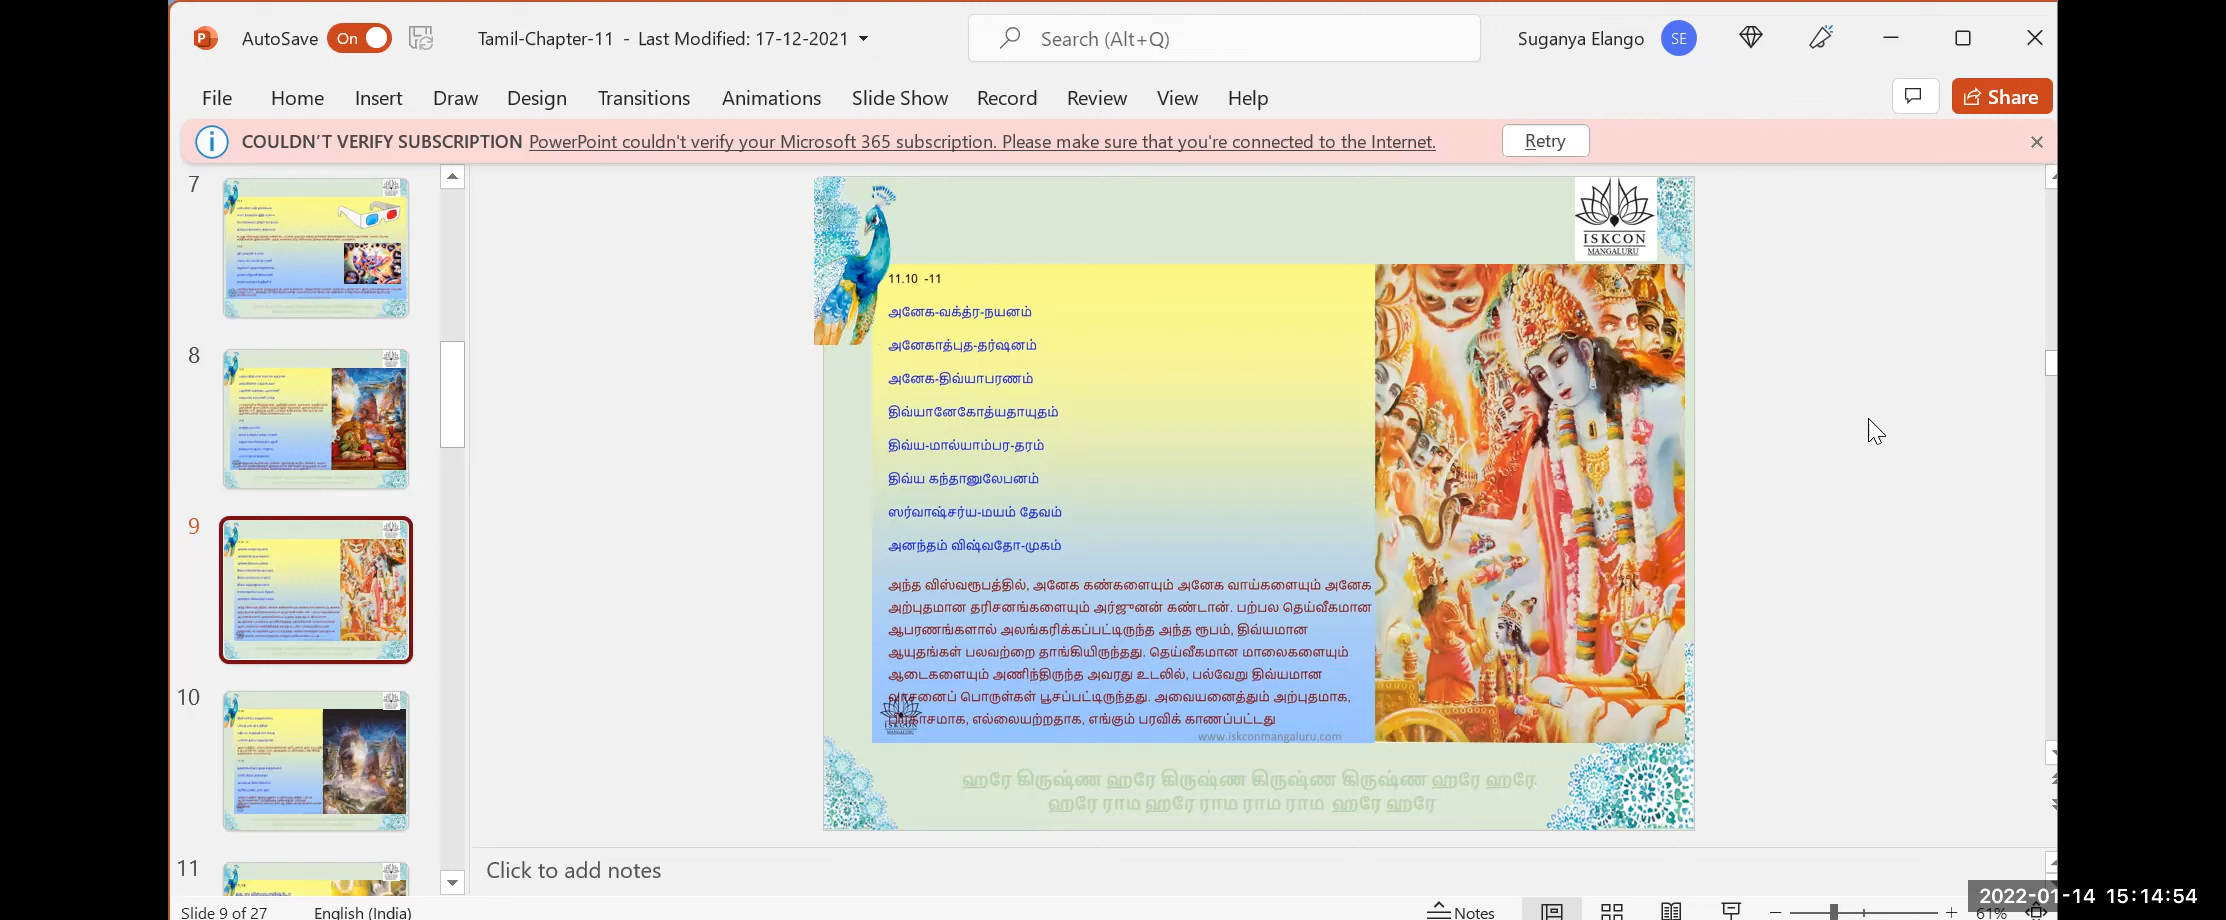 AutoSave On
Tamil-Chapter-11 - Last Modified: 17-12-2021
Search (Alt+Q)
Suganya Elango SE
File Home Insert Draw Design Transitions Animations Slide Show Record Review View Help
Share
COULDN'T VERIFY SUBSCRIPTION PowerPoint couldn't verify your Microsoft 365 subscription. Please make sure that you're connected to the Internet. Retry
7
8
9
10
11
ISKCON
MANGALURU
11.10 -11
அனேக-வக்த்ர-நயனம்
அனேகாத்புத-தர்ஷனம்
அனேக-திவ்யாபரணம்
திவ்யானேகோத்யதாயுதம்
திவ்ய-மால்யாம்பர-தரம்
திவ்ய கந்தானுலேபனம்
ஸர்வாஷ்சர்ய-மயம் தேவம்
அனந்தம் விஷ்வதோ-முகம்
அந்த விஸ்வரூபத்தில், அனேக கண்களையும் அனேக வாய்களையும் அனேக
அற்புதமான தரிசனங்களையும் அர்ஜுனன் கண்டான். பற்பல தெய்வீகமான
ஆபரணங்களால் அலங்கரிக்கப்பட்டிருந்த அந்த ரூபம், திவ்யமான
ஆயுதங்கள் பலவற்றை தாங்கியிருந்தது. தெய்வீகமான மாலைகளையும்
ஆடைகளையும் அணிந்திருந்த அவரது உடலில், பல்வேறு திவ்யமான
வாசனைப் பொருள்கள் பூசப்பட்டிருந்தது. அவையனைத்தும் அற்புதமாக,
பிரகாசமாக, எல்லையற்றதாக, எங்கும் பரவிக் காணப்பட்டது
ISKCON
MANGALURU
www.iskconmangaluru.com
ஹரே கிருஷ்ண ஹரே கிருஷ்ண கிருஷ்ண கிருஷ்ண ஹரே ஹரே
ஹரே ராம ஹரே ராம ராம ராம ஹரே ஹரே
Click to add notes
2022-01-14 15:14:54
Slide 9 of 27 English (India) Notes 61%